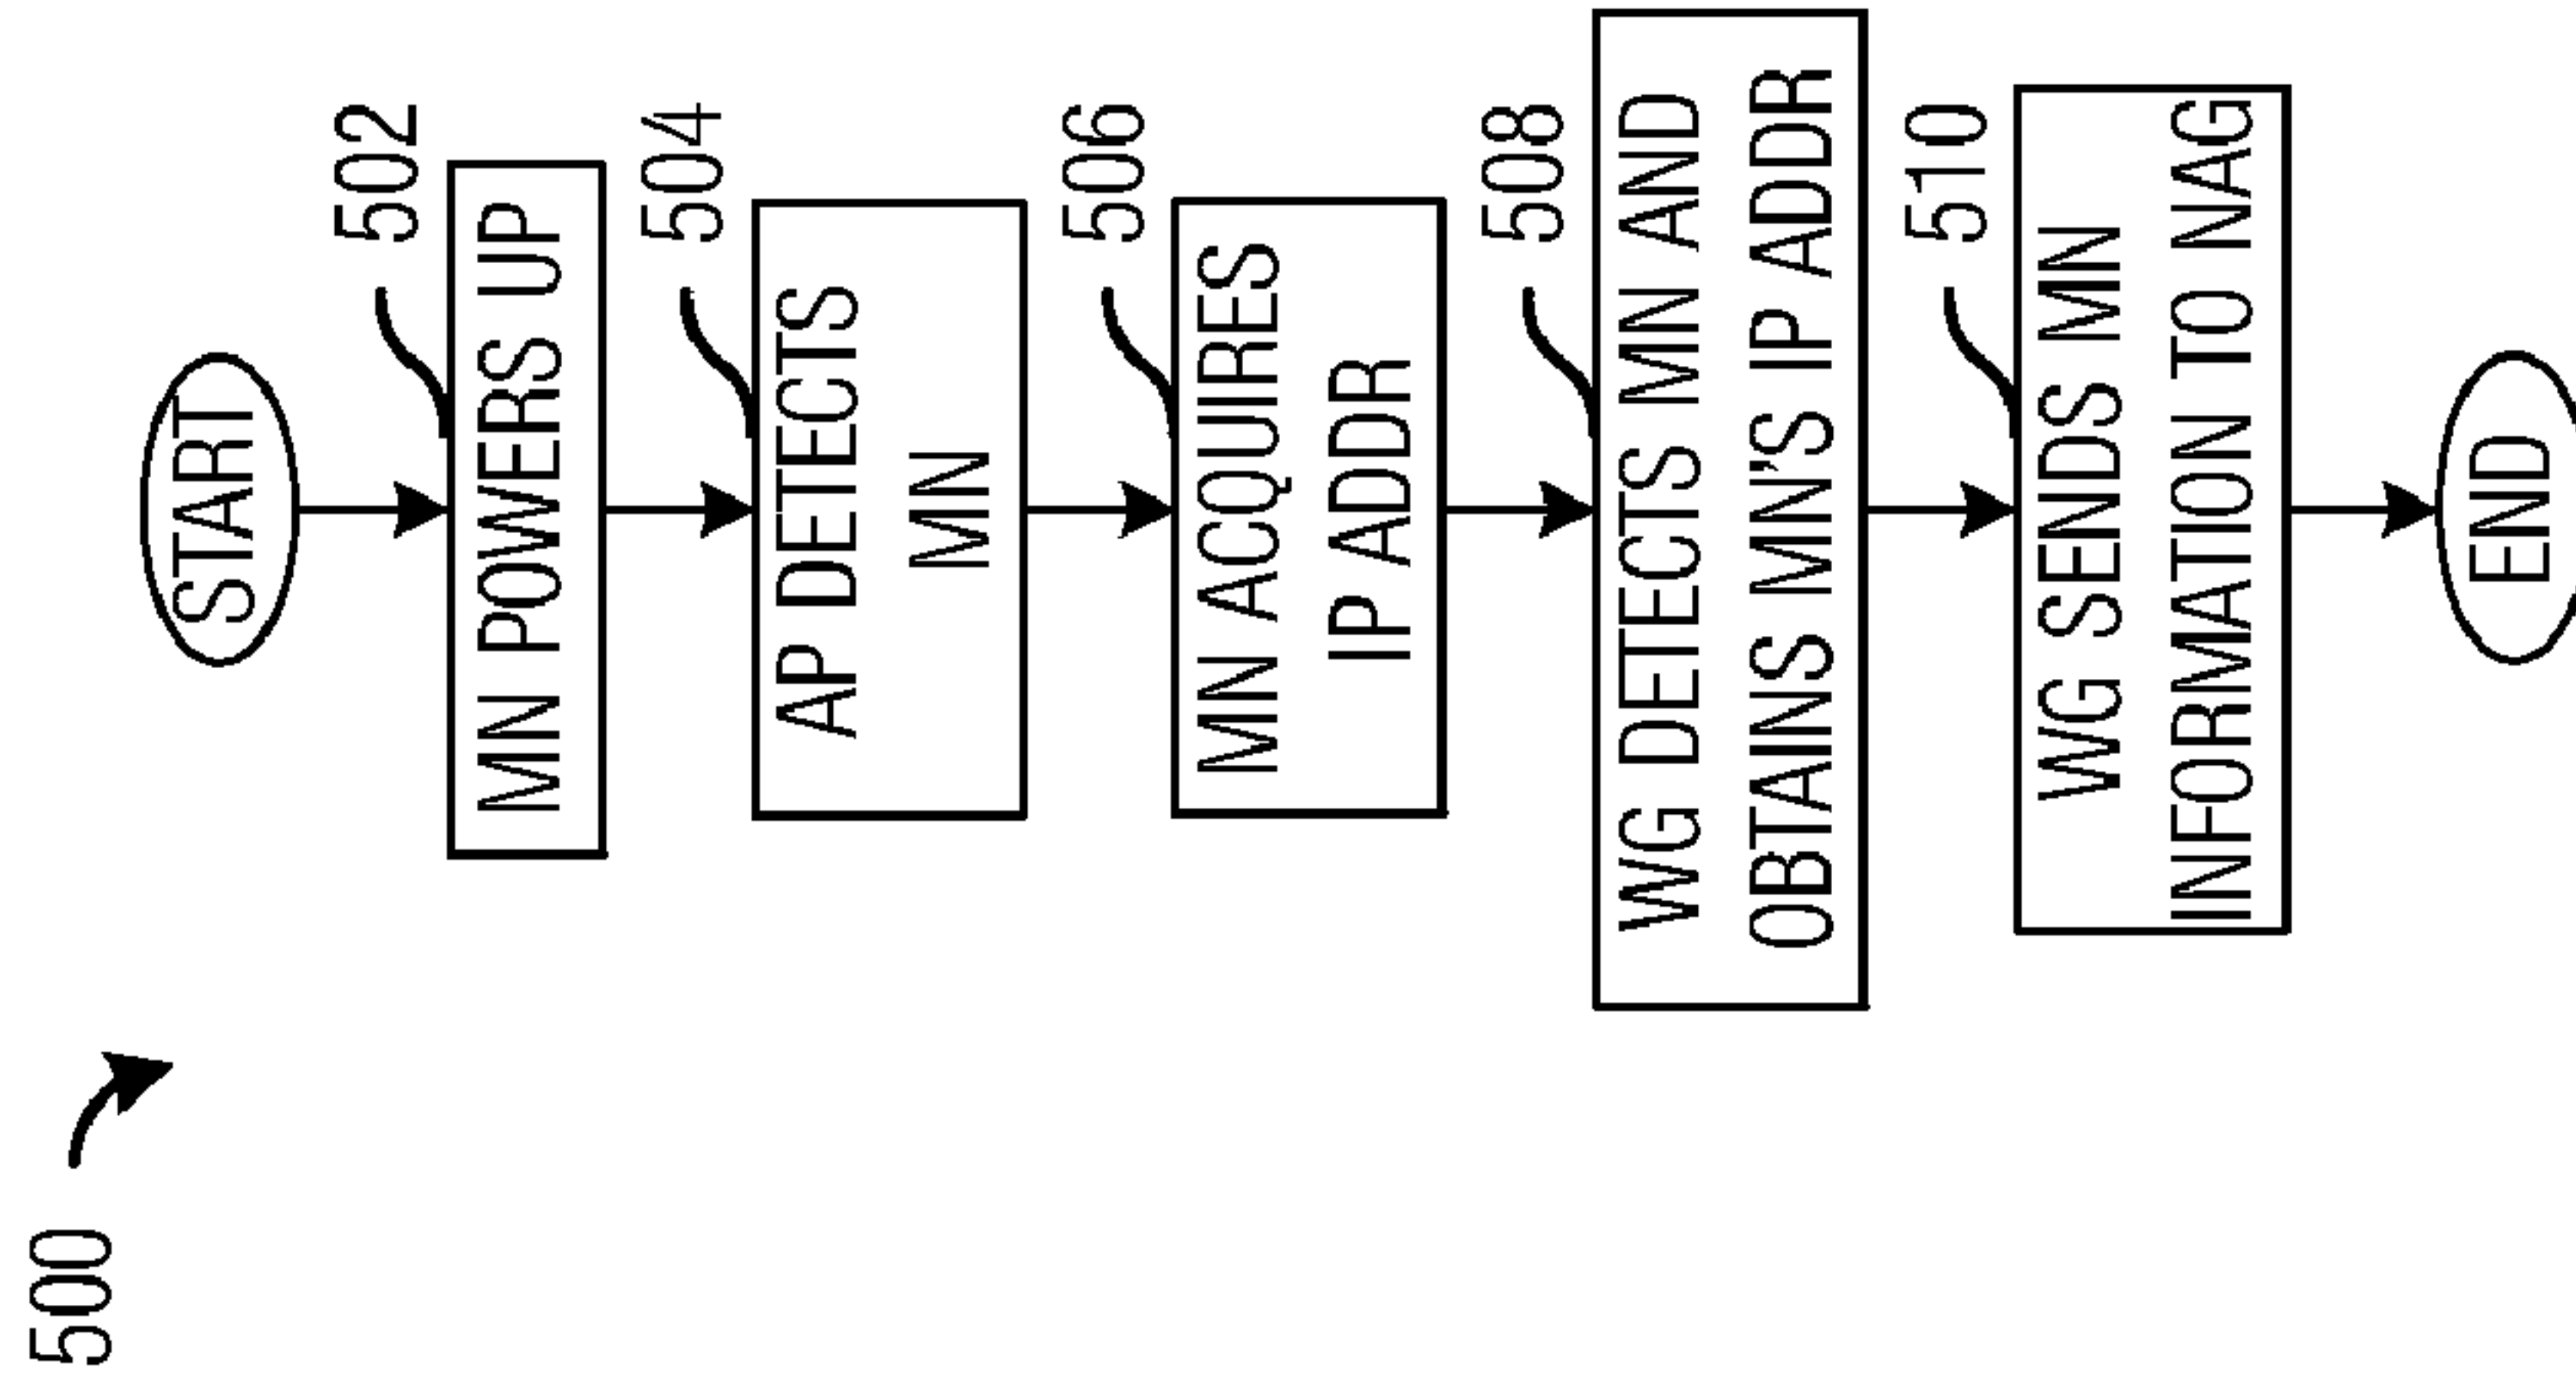 500
START
502
MN POWERS UP
504
AP DETECTS
MN
506
MN ACQUIRES
IP ADDR
508
WG DETECTS MN AND
OBTAINS MN'S IP ADDR
510
WG SENDS MN
INFORMATION TO NAG
END